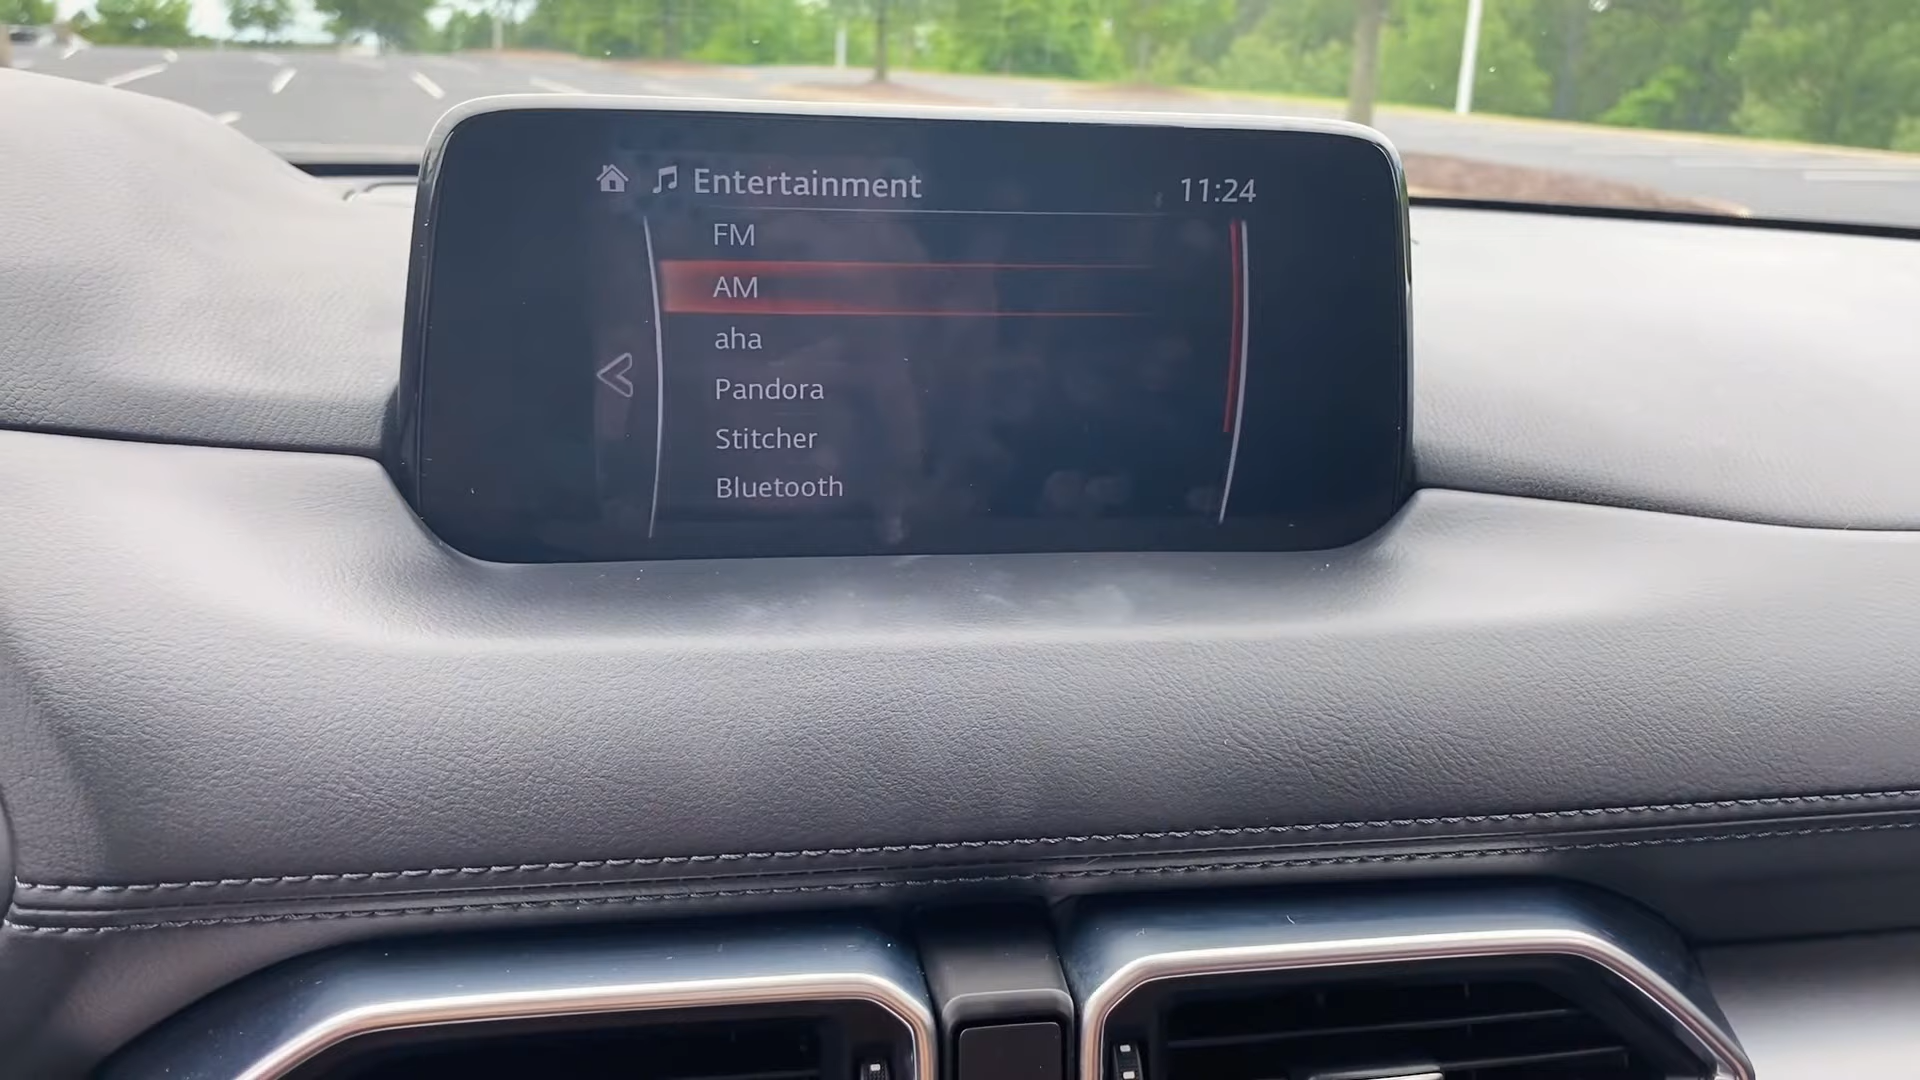 Entertainment 11:24
FM
AM
aha
Pandora
Stitcher
Bluetooth